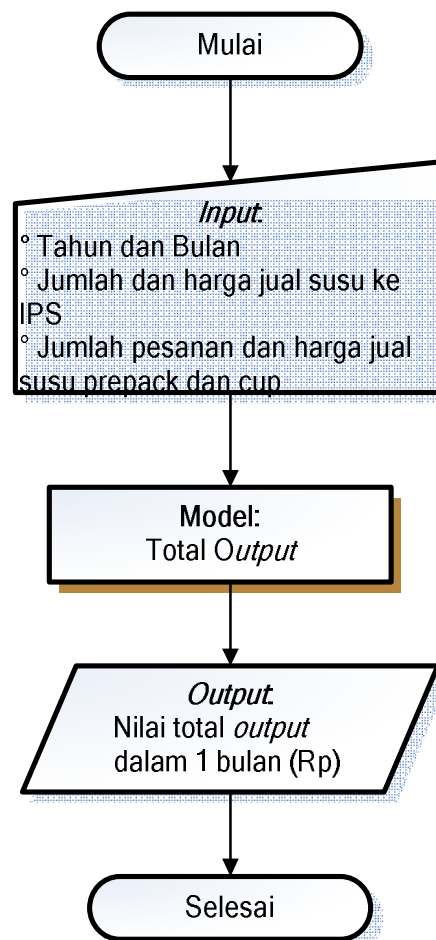 Mulai
Input:
° Tahun dan Bulan
° Jumlah dan harga jual susu ke
IPS
° Jumlah pesanan dan harga jual
susu prepack dan cup
Model:
Total Output
Output:
Nilai total output
dalam 1 bulan (Rp)
Selesai